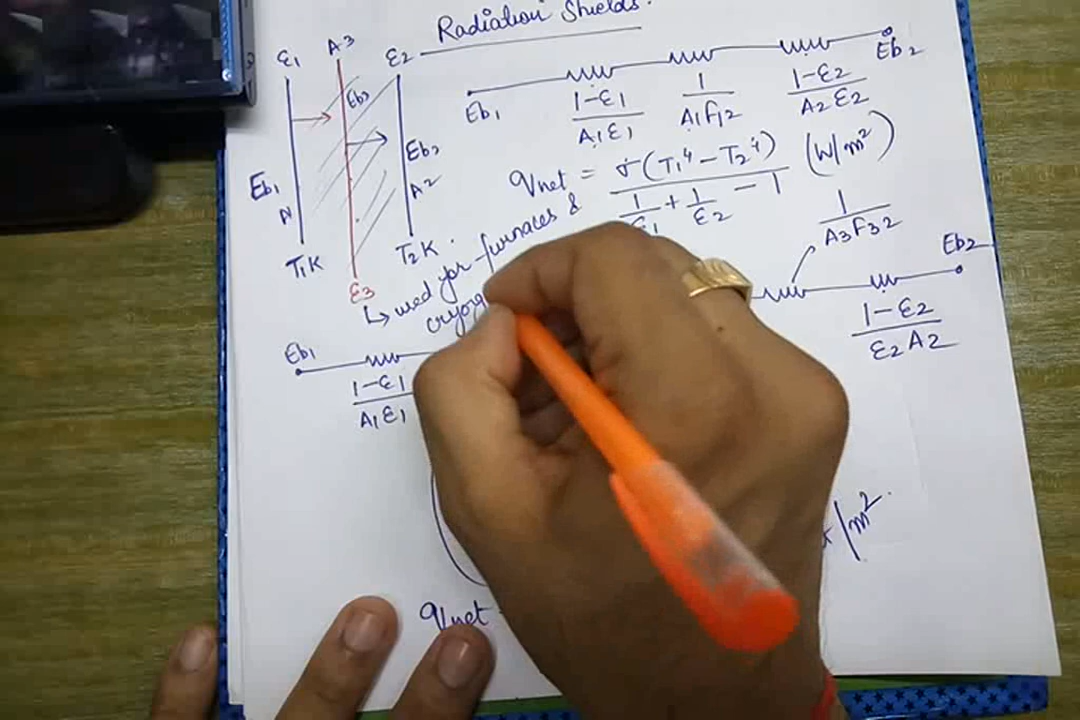 Radiation Shields.
ε1 A3 ε2
Eb3
Eb1 Eb2
A2
T1K T2K.
ε3
Eb1 (1-ε1)/(A1ε1) 1/(A1F12) (1-ε2)/(A2ε2) Eb2
qnet = σ(T1⁴ - T2⁴) / (1/ε1 + 1/ε2 - 1) (W/m²)
↳ used for furnaces &
Eb1 (1-ε1)/(A1ε1) 1/(A3F32) (1-ε2)/(ε2A2) Eb2
/m².
qnet